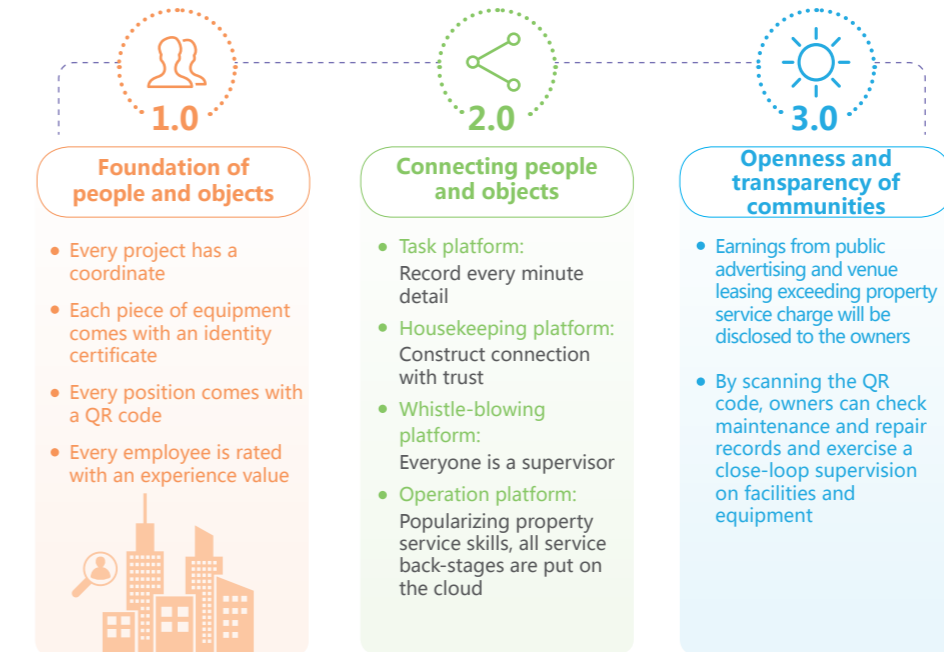 1.0
Foundation of
people and objects
Every project has a
coordinate
Each piece of equipment
comes with an identity
certificate
Every position comes with
a QR code
Every employee is rated
with an experience value
2.0
Connecting people
and objects
Task platform:
Record every minute
detail
Housekeeping platform:
Construct connection
with trust
Whistle-blowing
platform:
Everyone is a supervisor
Operation platform:
Popularizing property
service skills, all service
back-stages are put on
the cloud
3.0
Openness and
transparency of
communities
Earnings from public
advertising and venue
leasing exceeding property
service charge will be
disclosed to the owners
By scanning the QR
code, owners can check
maintenance and repair
records and exercise a
close-loop supervision
on facilities and
equipment